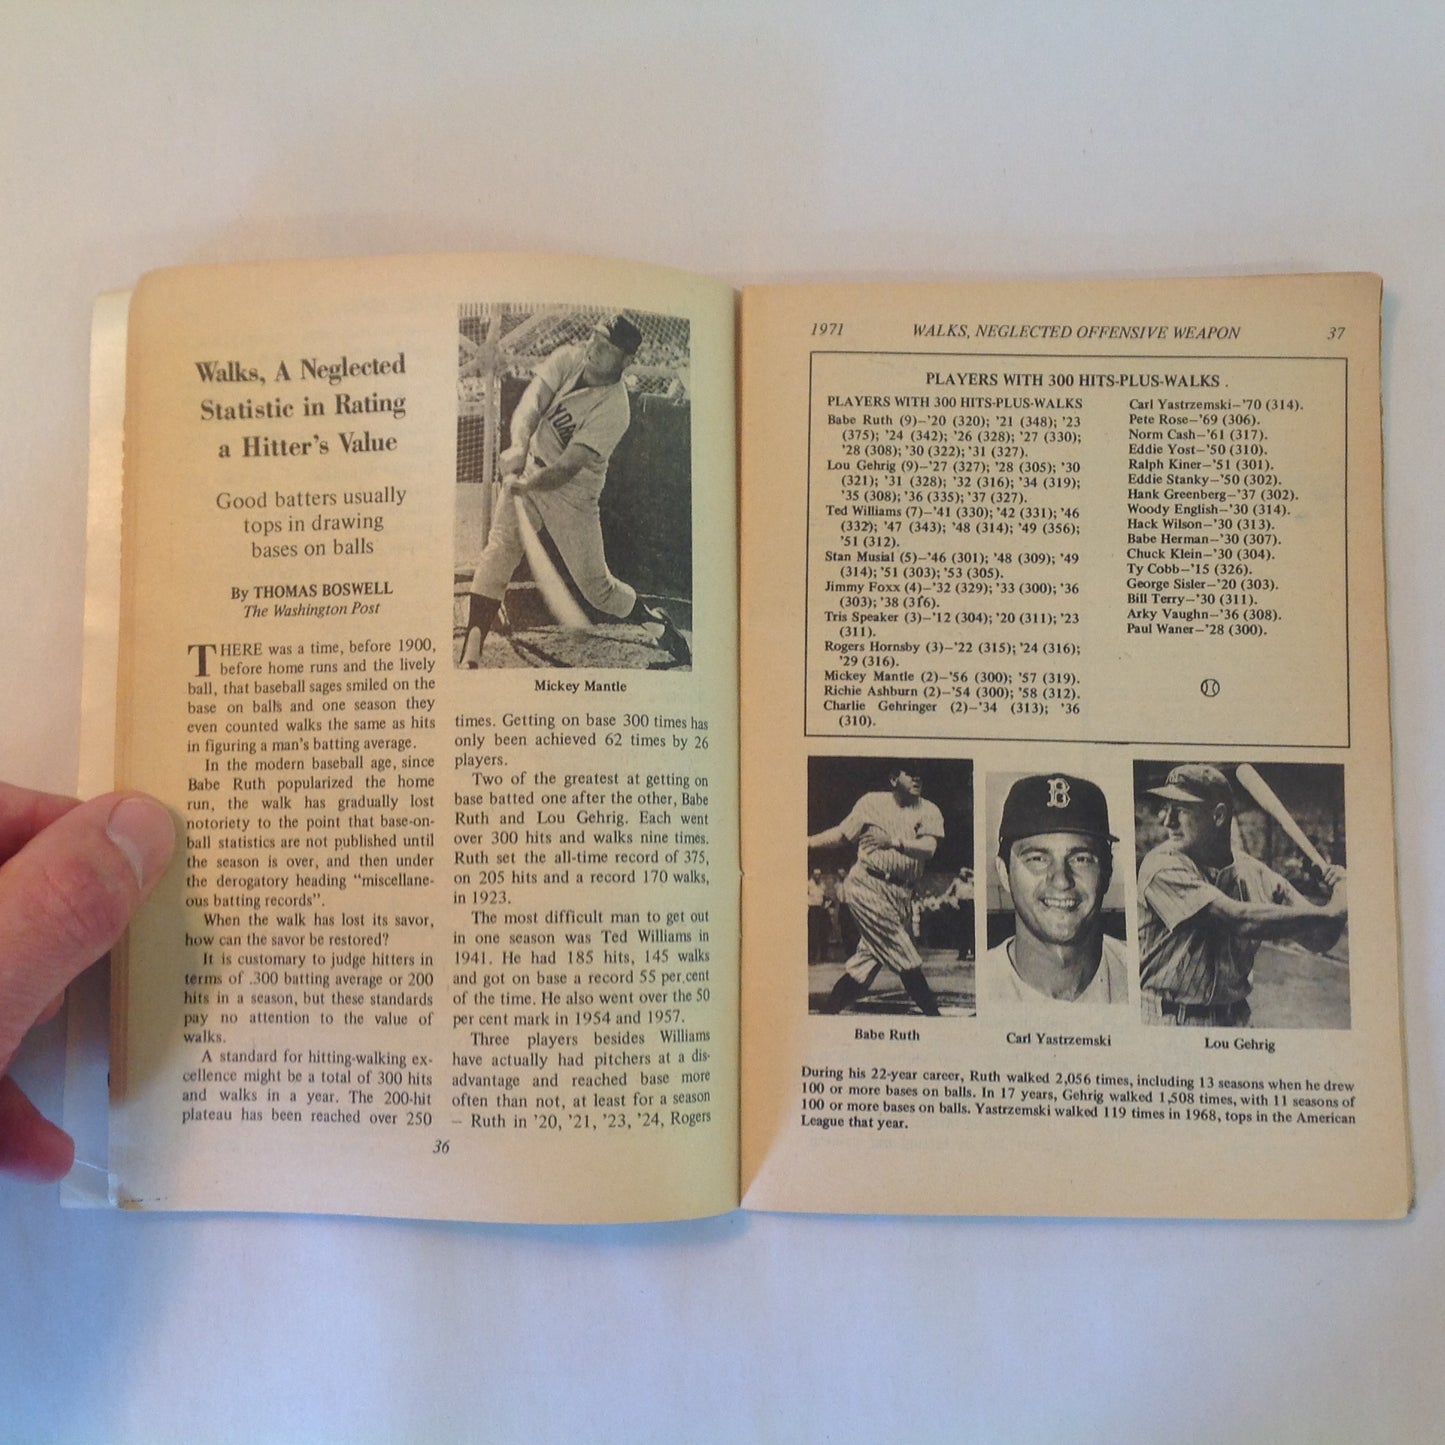 Walks, A Neglected
Statistic in Rating
a Hitter's Value
Good batters usually
tops in drawing
bases on balls
By THOMAS BOSWELL
The Washington Post
THERE was a time, before 1900,
before home runs and the lively
ball, that baseball sages smiled on the
base on balls and one season they
even counted walks the same as hits
in figuring a man's batting average.
In the modern baseball age, since
Babe Ruth popularized the home
run, the walk has gradually lost
notoriety to the point that base-on-
ball statistics are not published until
the season is over, and then under
the derogatory heading "miscellane-
ous batting records".
When the walk has lost its savor,
how can the savor be restored?
It is customary to judge hitters in
terms of .300 batting average or 200
hits in a season, but these standards
pay no attention to the value of
walks.
A standard for hitting-walking ex-
cellence might be a total of 300 hits
and walks in a year. The 200-hit
plateau has been reached over 250
YORK
Mickey Mantle
times. Getting on base 300 times has
only been achieved 62 times by 26
players.
Two of the greatest at getting on
base batted one after the other, Babe
Ruth and Lou Gehrig. Each went
over 300 hits and walks nine times.
Ruth set the all-time record of 375,
on 205 hits and a record 170 walks,
in 1923.
The most difficult man to get out
in one season was Ted Williams in
1941. He had 185 hits, 145 walks
and got on base a record 55 per cent
of the time. He also went over the 50
per cent mark in 1954 and 1957.
Three players besides Williams
have actually had pitchers at a dis-
advantage and reached base more
often than not, at least for a season
— Ruth in '20, '21, '23, '24, Rogers
36
1971 WALKS, NEGLECTED OFFENSIVE WEAPON 37
PLAYERS WITH 300 HITS-PLUS-WALKS .
PLAYERS WITH 300 HITS-PLUS-WALKS
Babe Ruth (9)—'20 (320); '21 (348); '23
(375); '24 (342); '26 (328); '27 (330);
'28 (308); '30 (322); '31 (327).
Lou Gehrig (9)—'27 (327); '28 (305); '30
(321); '31 (328); '32 (316); '34 (319);
'35 (308); '36 (335); '37 (327).
Ted Williams (7)—'41 (330); '42 (331); '46
(332); '47 (343); '48 (314); '49 (356);
'51 (312).
Stan Musial (5)—'46 (301); '48 (309); '49
(314); '51 (303); '53 (305).
Jimmy Foxx (4)—'32 (329); '33 (300); '36
(303); '38 (316).
Tris Speaker (3)—'12 (304); '20 (311); '23
(311).
Rogers Hornsby (3)—'22 (315); '24 (316);
'29 (316).
Mickey Mantle (2)—'56 (300); '57 (319).
Richie Ashburn (2)—'54 (300); '58 (312).
Charlie Gehringer (2)—'34 (313); '36
(310).
Carl Yastrzemski—'70 (314).
Pete Rose—'69 (306).
Norm Cash—'61 (317).
Eddie Yost—'50 (310).
Ralph Kiner—'51 (301).
Eddie Stanky—'50 (302).
Hank Greenberg—'37 (302).
Woody English—'30 (314).
Hack Wilson—'30 (313).
Babe Herman—'30 (307).
Chuck Klein—'30 (304).
Ty Cobb—'15 (326).
George Sisler—'20 (303).
Bill Terry—'30 (311).
Arky Vaughn—'36 (308).
Paul Waner—'28 (300).
B
Babe Ruth
Carl Yastrzemski
Lou Gehrig
During his 22-year career, Ruth walked 2,056 times, including 13 seasons when he drew
100 or more bases on balls. In 17 years, Gehrig walked 1,508 times, with 11 seasons of
100 or more bases on balls. Yastrzemski walked 119 times in 1968, tops in the American
League that year.